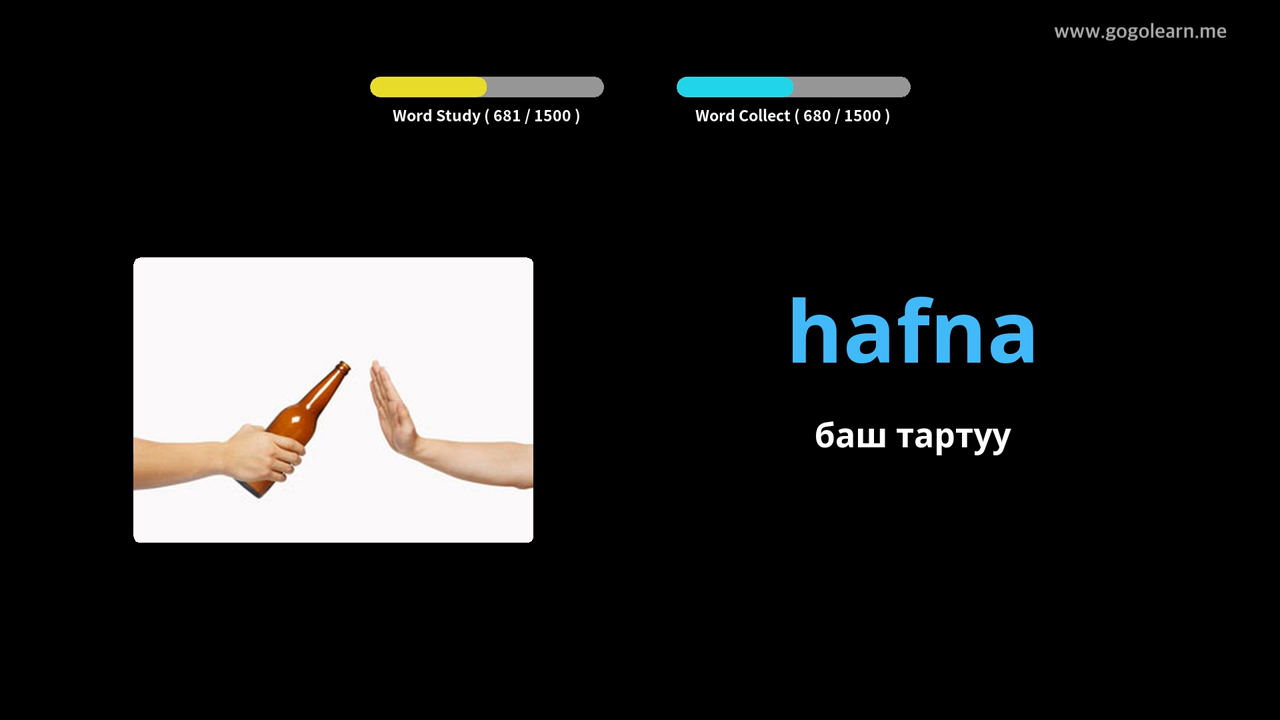 www.gogolearn.me
Word Study ( 681 / 1500 )
Word Collect ( 680 / 1500 )
hafna
баш тартуу